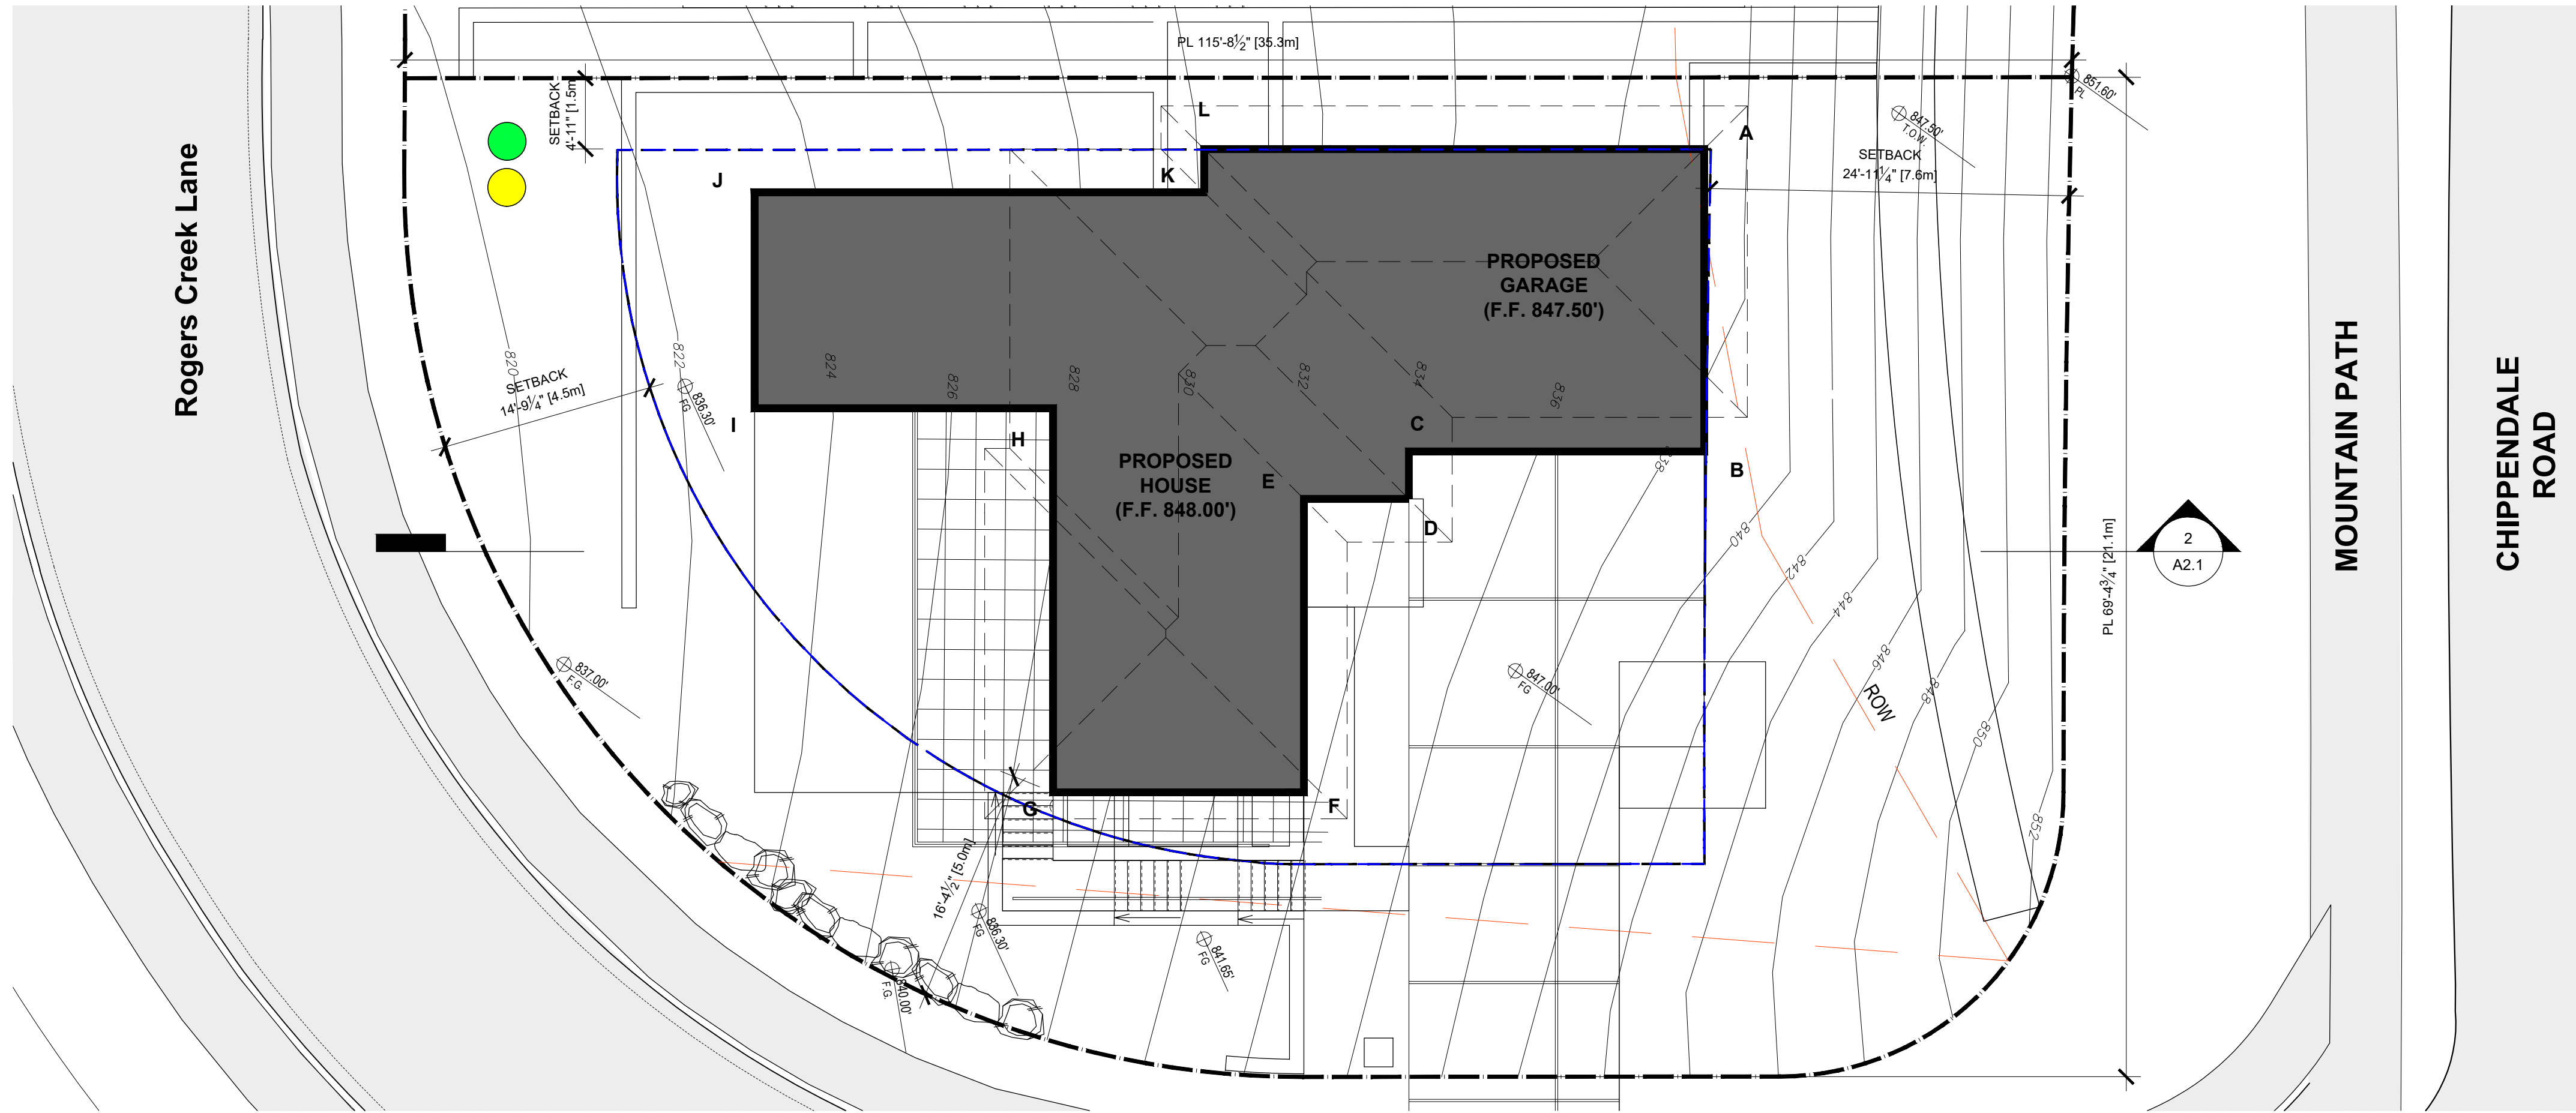 PL 115'-8½" [35.3m]
SETBACK
4'-11" [1.5m]
851.60'
PL
847.50'
T.O.W.
SETBACK
24'-11¼" [7.6m]
L
A
K
J
Rogers Creek Lane
PROPOSED
GARAGE
(F.F. 847.50')
820
822
824
826
828
830
832
834
836
838
SETBACK
14'-9¼" [4.5m]
836.30'
FG
I
H
C
B
E
D
PROPOSED
HOUSE
(F.F. 848.00')
MOUNTAIN PATH
CHIPPENDALE
ROAD
2
A2.1
PL 69'-4¾" [21.1m]
840
842
844
846
848
850
852
ROW
837.00'
F.G.
847.00'
FG
G
F
16'-4½" [5.0m]
836.30'
FG
841.65'
FG
840.00'
F.G.